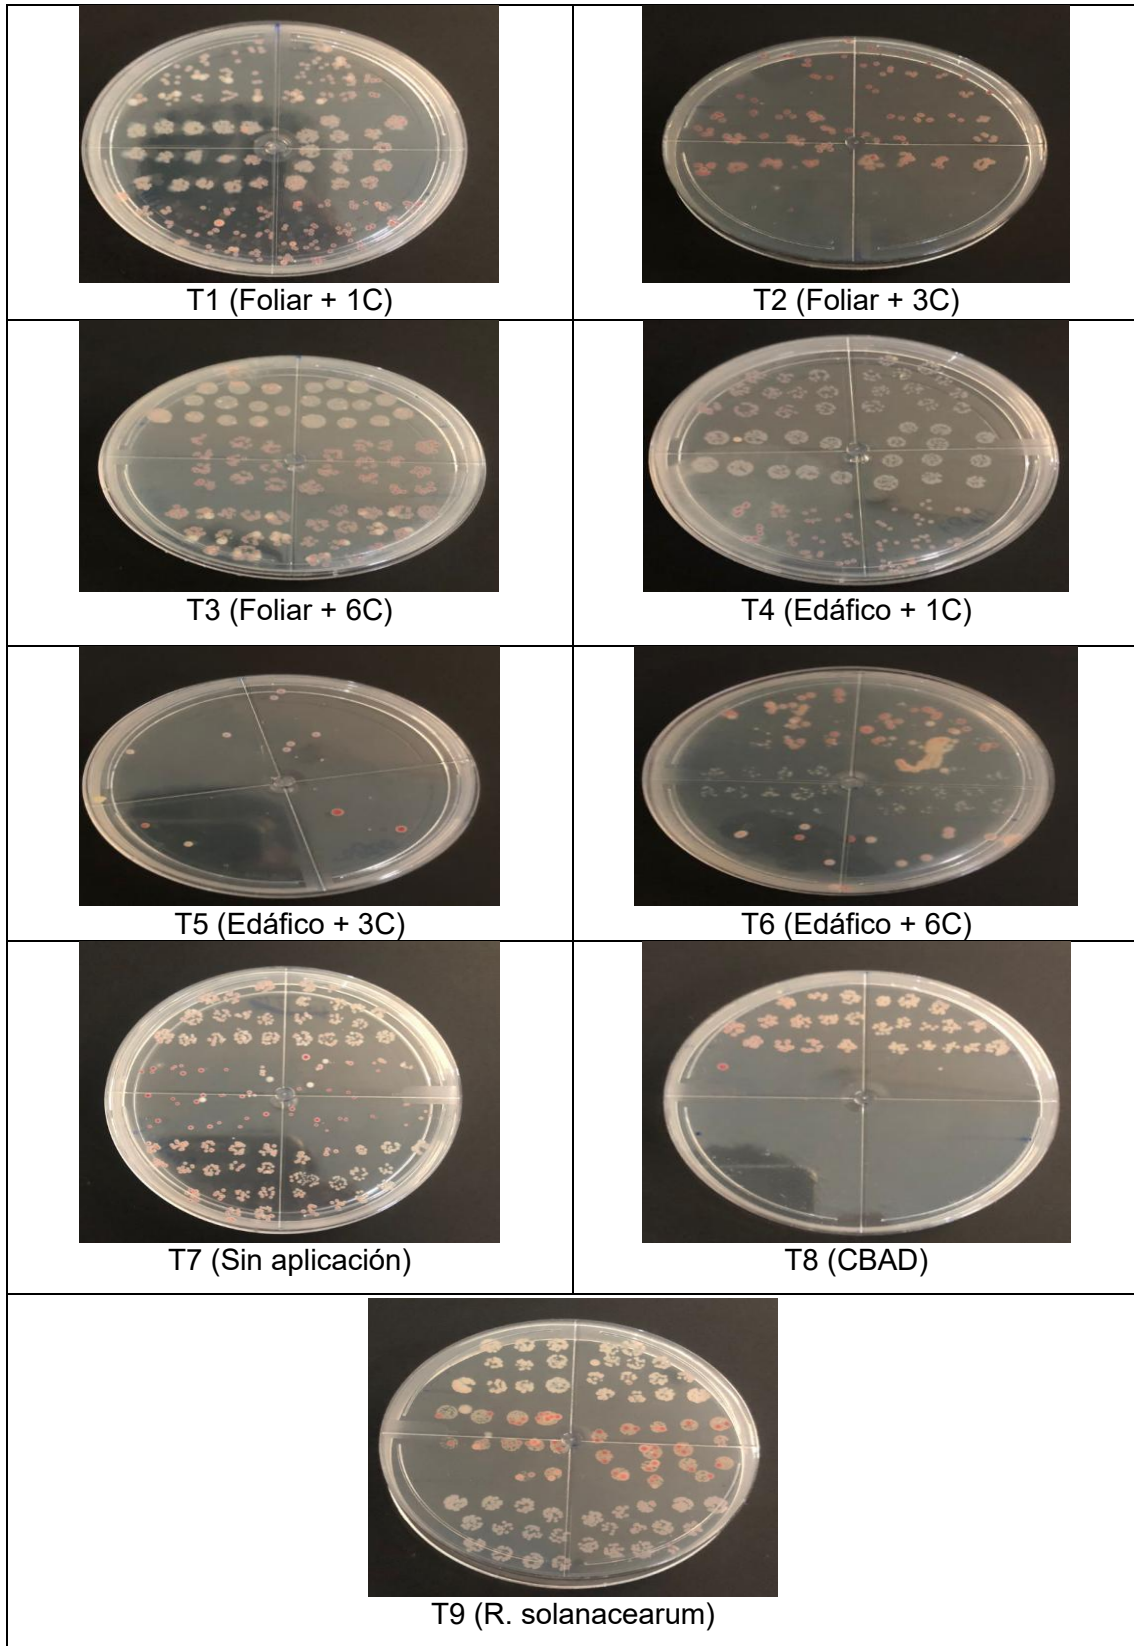 T1 (Foliar + 1C)
T2 (Foliar + 3C)
T3 (Foliar + 6C)
T4 (Edáfico + 1C)
T5 (Edáfico + 3C)
T6 (Edáfico + 6C)
T7 (Sin aplicación)
T8 (CBAD)
T9 (R. solanacearum)